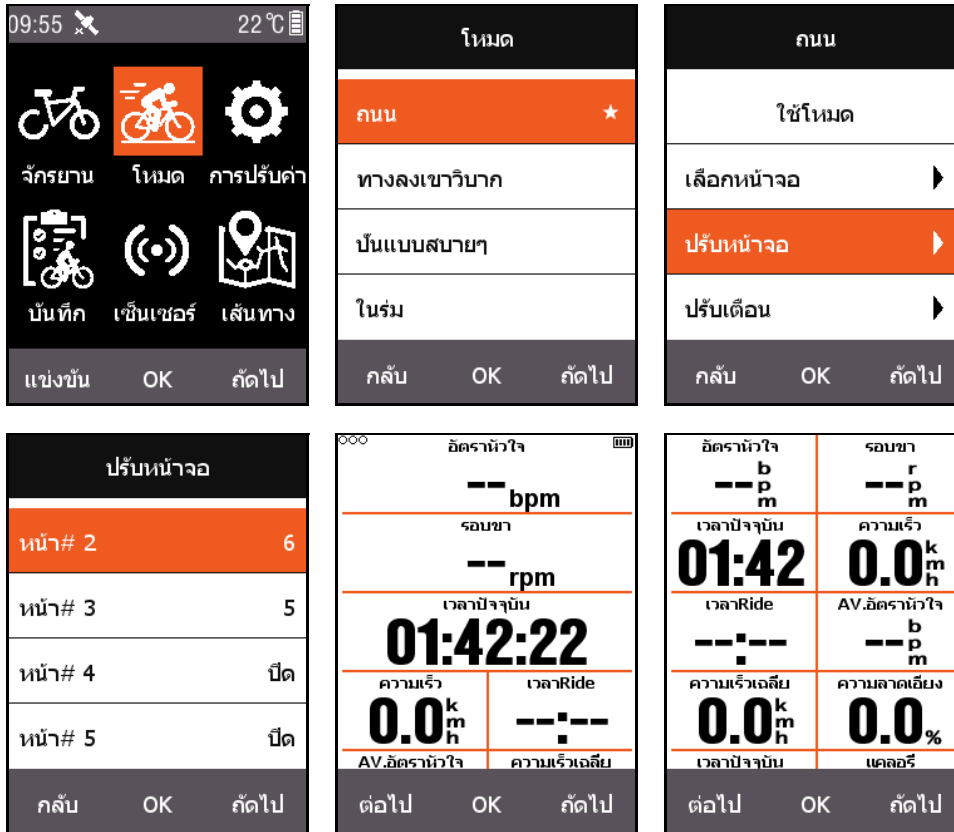 09:55 22℃
จักรยาน โหมด การปรับค่า
บันทึก เซ็นเซอร์ เส้นทาง
แข่งขัน OK ถัดไป
โหมด
ถนน
ทางลงเขาวิบาก
ปั่นแบบสบายๆ
ในร่ม
กลับ OK ถัดไป
ถนน
ใช้โหมด
เลือกหน้าจอ
ปรับหน้าจอ
ปรับเตือน
กลับ OK ถัดไป
ปรับหน้าจอ
หน้า# 2 6
หน้า# 3 5
หน้า# 4 ปิด
หน้า# 5 ปิด
กลับ OK ถัดไป
อัตราหัวใจ
-- bpm
รอบขา
-- rpm
เวลาปัจจุบัน
01:42:22
ความเร็ว เวลาRide
0.0 kmh --:--
AV.อัตราหัวใจ ความเร็วเฉลี่ย
ต่อไป OK ถัดไป
อัตราหัวใจ รอบขา
-- bpm -- rpm
เวลาปัจจุบัน ความเร็ว
01:42 0.0 kmh
เวลาRide AV.อัตราหัวใจ
--:-- -- bpm
ความเร็วเฉลี่ย ความลาดเอียง
0.0 kmh 0.0 %
เวลาปัจจุบัน แคลอรี
ต่อไป OK ถัดไป